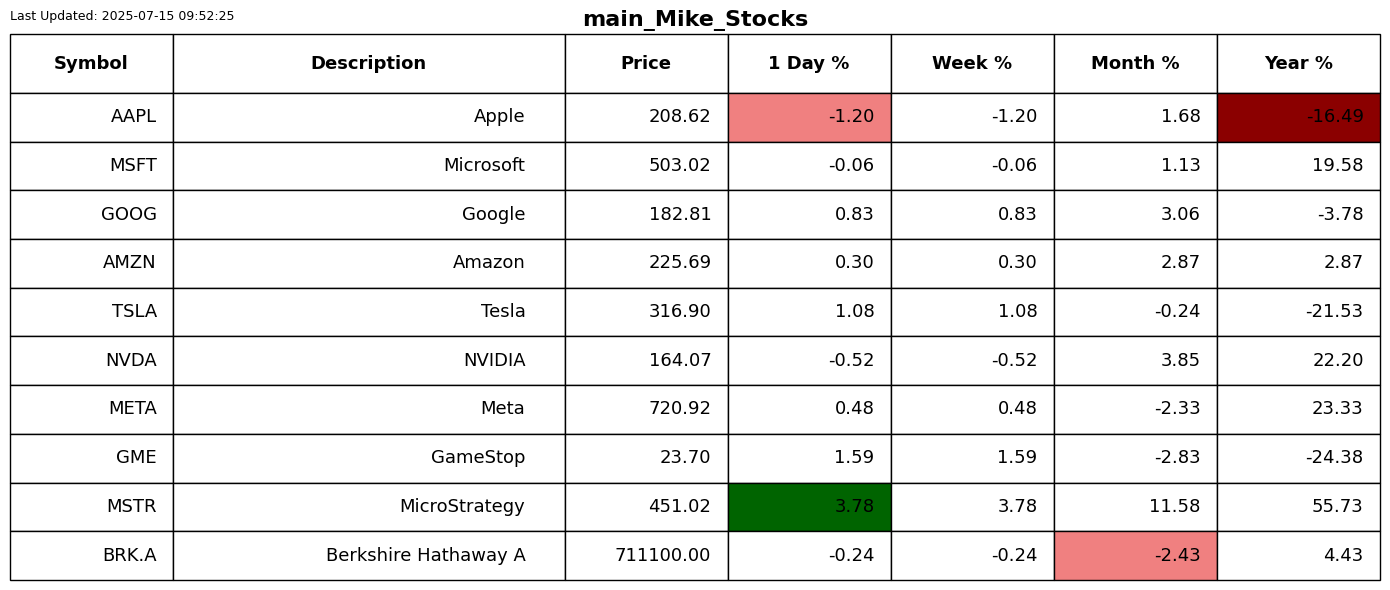 Last Updated: 2025-07-15 09:52:25
main_Mike_Stocks
Symbol Description Price 1 Day % Week % Month % Year %
AAPL Apple 208.62 -1.20 -1.20 1.68 -16.49
MSFT Microsoft 503.02 -0.06 -0.06 1.13 19.58
GOOG Google 182.81 0.83 0.83 3.06 -3.78
AMZN Amazon 225.69 0.30 0.30 2.87 2.87
TSLA Tesla 316.90 1.08 1.08 -0.24 -21.53
NVDA NVIDIA 164.07 -0.52 -0.52 3.85 22.20
META Meta 720.92 0.48 0.48 -2.33 23.33
GME GameStop 23.70 1.59 1.59 -2.83 -24.38
MSTR MicroStrategy 451.02 3.78 3.78 11.58 55.73
BRK.A Berkshire Hathaway A 711100.00 -0.24 -0.24 -2.43 4.43